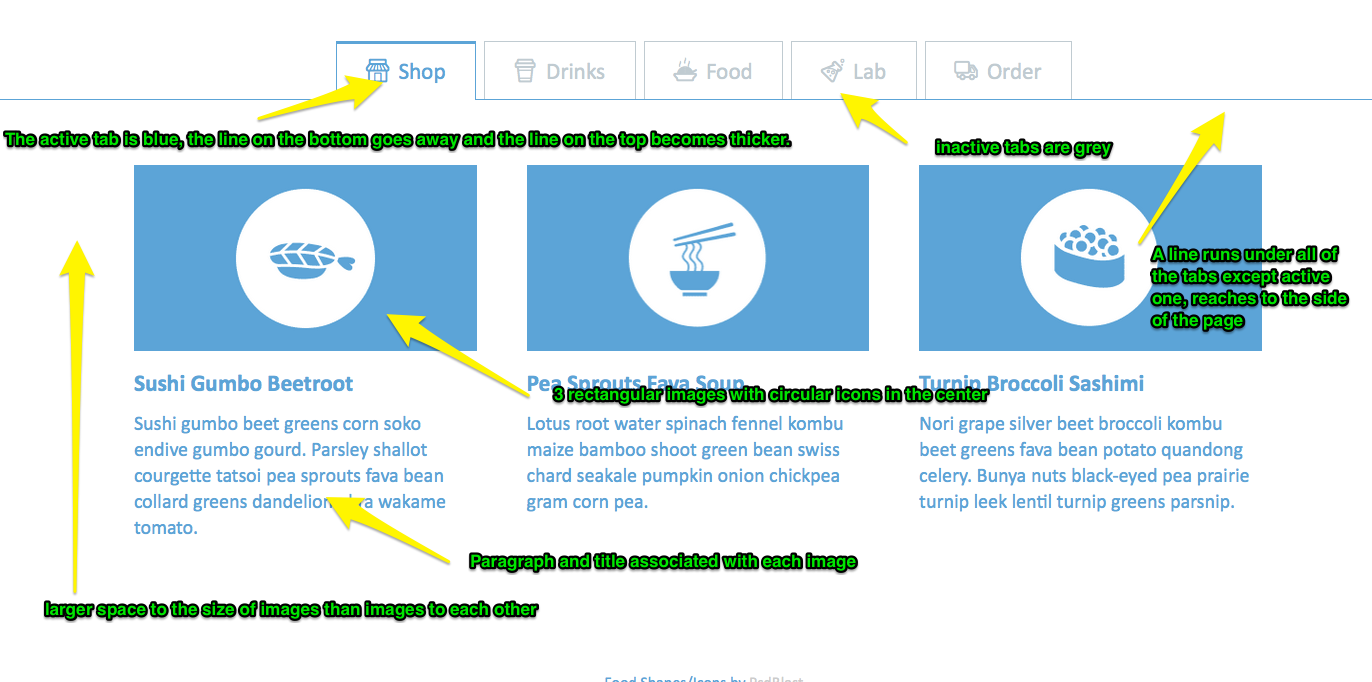 Shop
Drinks
Food
Lab
Order
The active tab is blue, the line on the bottom goes away and the line on the top becomes thicker.
inactive tabs are grey
A line runs under all of
the tabs except active
one, reaches to the side
of the page
Sushi Gumbo Beetroot
Sushi gumbo beet greens corn soko
endive gumbo gourd. Parsley shallot
courgette tatsoi pea sprouts fava bean
collard greens dandelion wakame
tomato.
Pea Sprouts Fava Soup
Lotus root water spinach fennel kombu
maize bamboo shoot green bean swiss
chard seakale pumpkin onion chickpea
gram corn pea.
Turnip Broccoli Sashimi
Nori grape silver beet broccoli kombu
beet greens fava bean potato quandong
celery. Bunya nuts black-eyed pea prairie
turnip leek lentil turnip greens parsnip.
3 rectangular images with circular icons in the center
Paragraph and title associated with each image
larger space to the size of images than images to each other
Food Shapes/Icons by PsdBlast